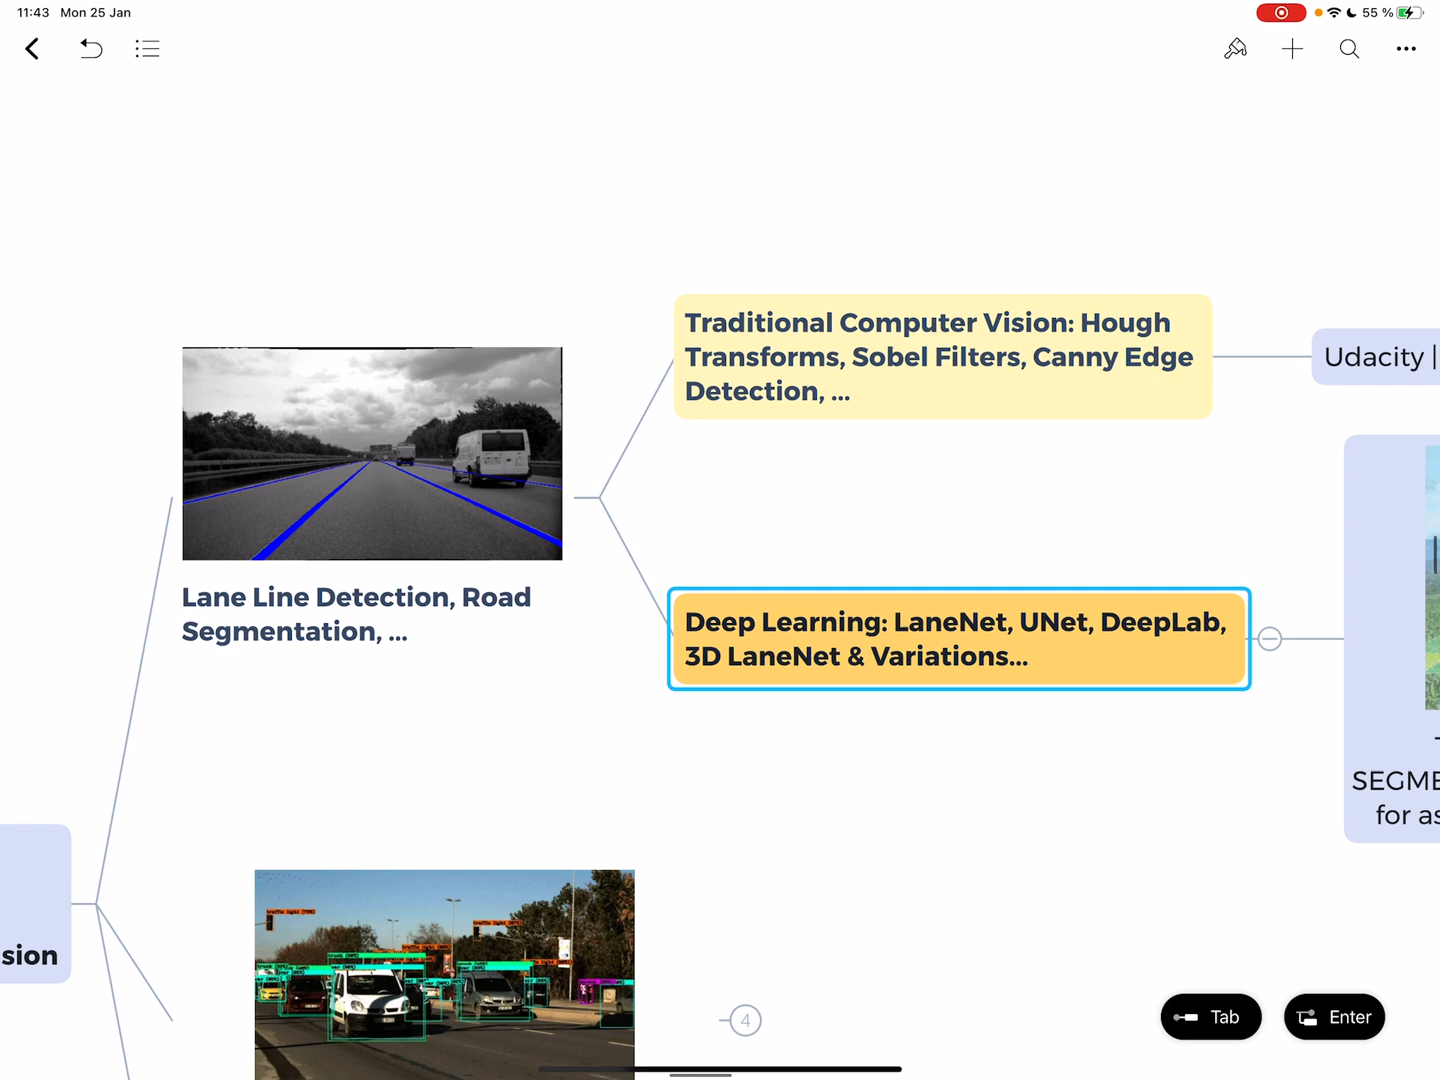 11:43 Mon 25 Jan
55 %
Traditional Computer Vision: Hough
Transforms, Sobel Filters, Canny Edge
Detection, ...
Udacity |
Lane Line Detection, Road
Segmentation, ...
Deep Learning: LaneNet, UNet, DeepLab,
3D LaneNet & Variations...
SEGME
for as
sion
4
Tab
Enter